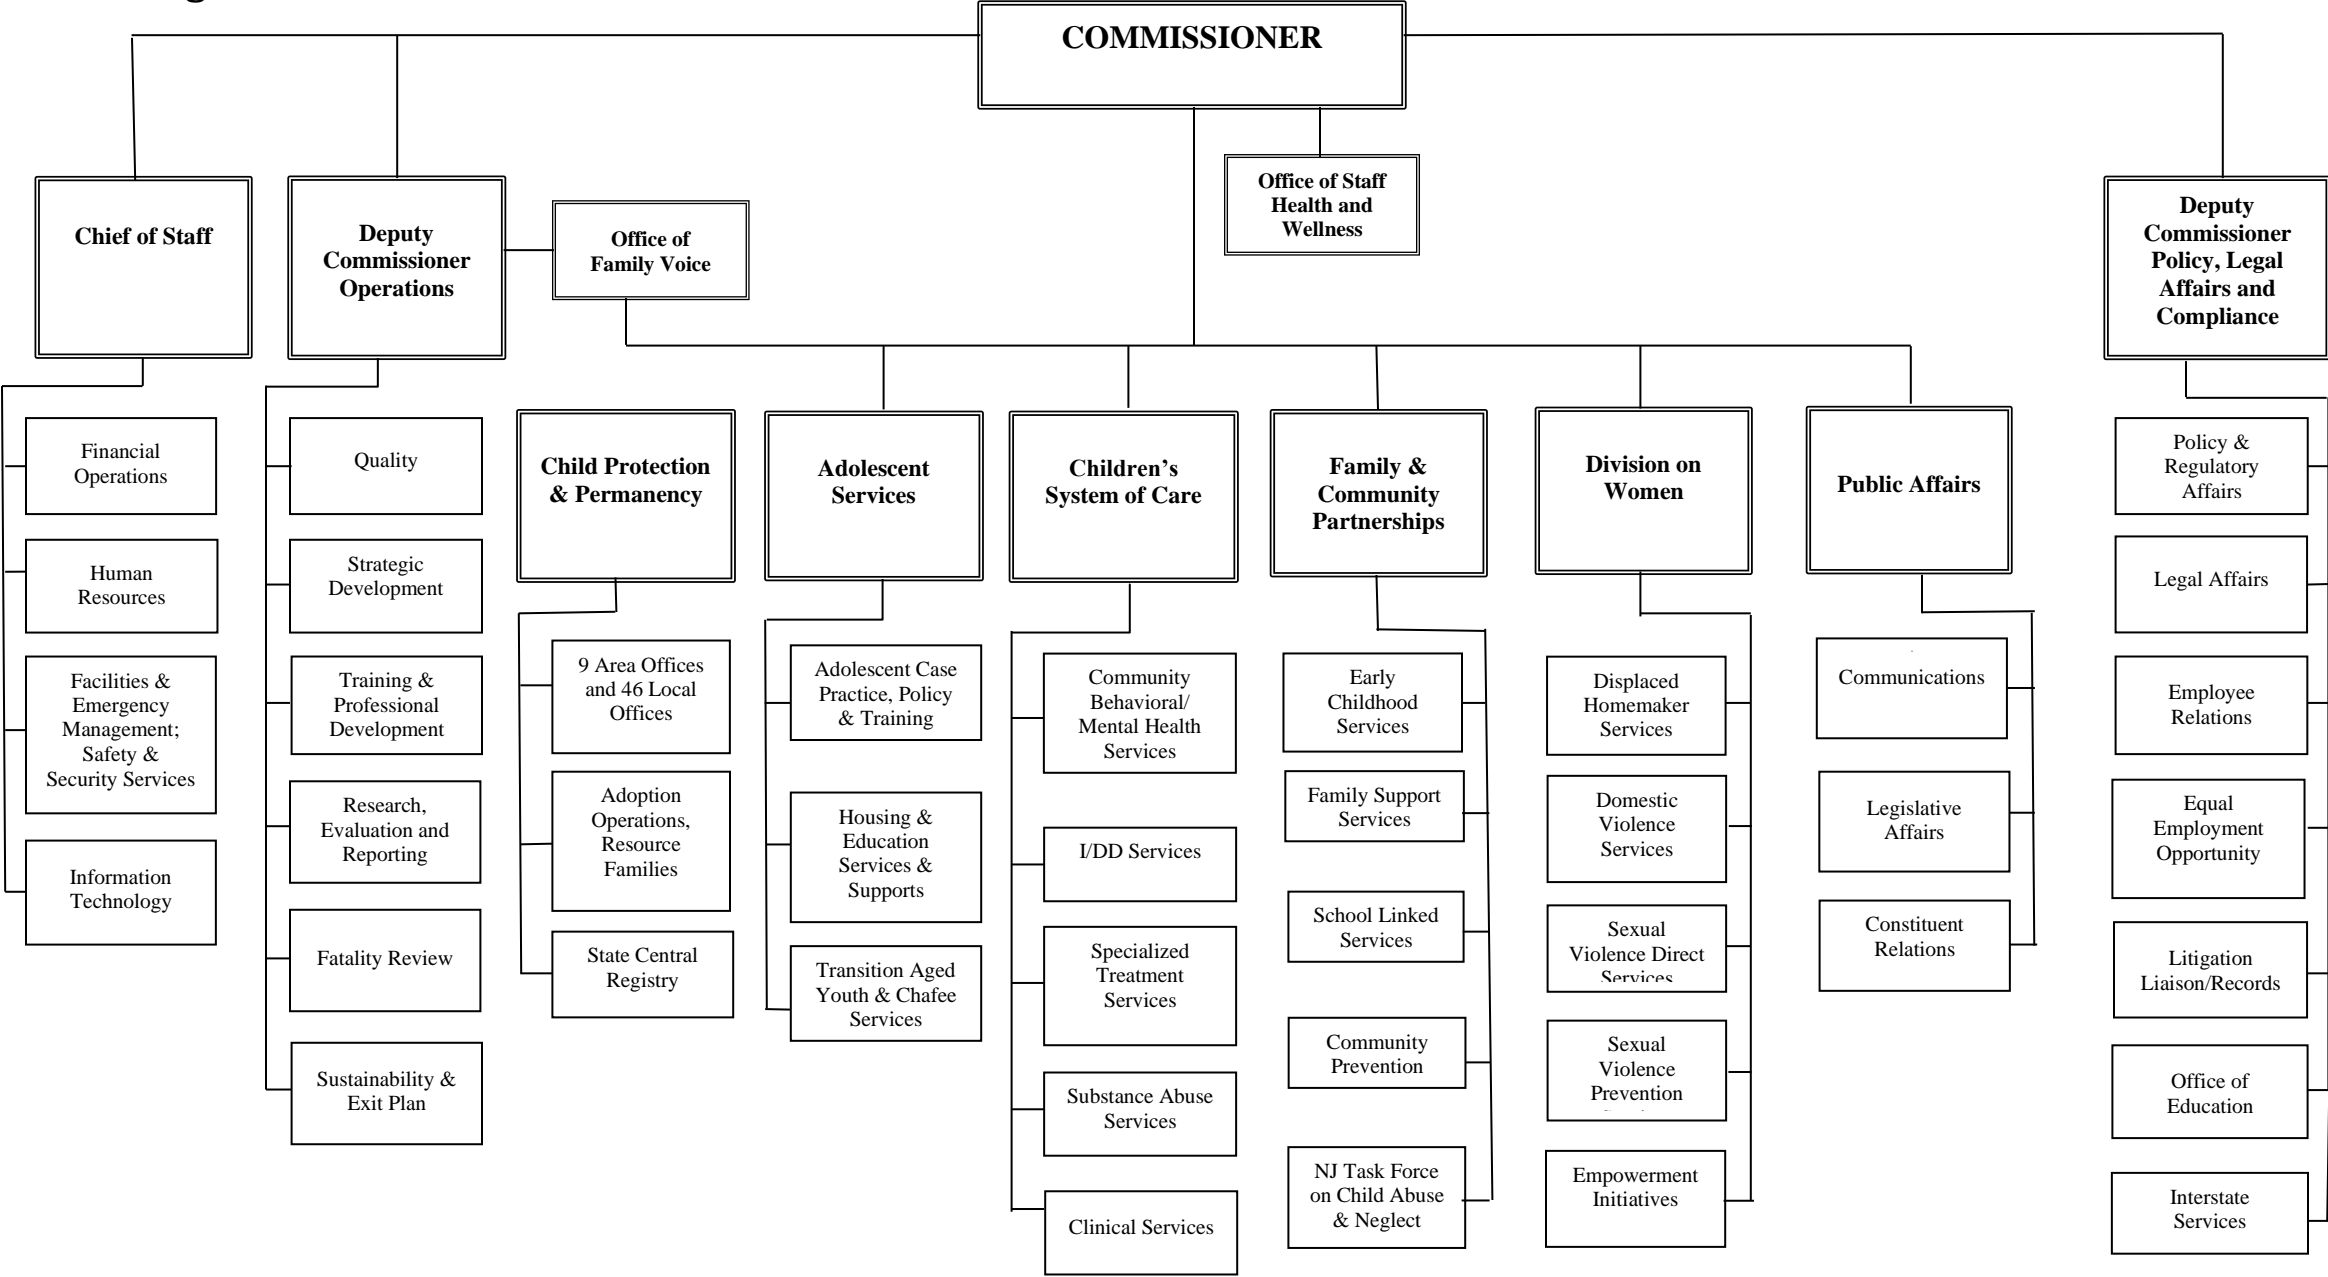 COMMISSIONER
Office of Staff
Health and
Wellness
Chief of Staff
Deputy
Commissioner
Operations
Office of
Family Voice
Deputy
Commissioner
Policy, Legal
Affairs and
Compliance
Financial
Operations
Human
Resources
Facilities &
Emergency
Management;
Safety &
Security Services
Information
Technology
Quality
Strategic
Development
Training &
Professional
Development
Research,
Evaluation and
Reporting
Fatality Review
Sustainability &
Exit Plan
Child Protection
& Permanency
9 Area Offices
and 46 Local
Offices
Adoption
Operations,
Resource
Families
State Central
Registry
Adolescent
Services
Adolescent Case
Practice, Policy
& Training
Housing &
Education
Services &
Supports
Transition Aged
Youth & Chafee
Services
Children's
System of Care
Community
Behavioral/
Mental Health
Services
I/DD Services
Specialized
Treatment
Services
Substance Abuse
Services
Clinical Services
Family &
Community
Partnerships
Early
Childhood
Services
Family Support
Services
School Linked
Services
Community
Prevention
NJ Task Force
on Child Abuse
& Neglect
Division on
Women
Displaced
Homemaker
Services
Domestic
Violence
Services
Sexual
Violence Direct
Services
Sexual
Violence
Prevention
Empowerment
Initiatives
Public Affairs
Communications
Legislative
Affairs
Constituent
Relations
Policy &
Regulatory
Affairs
Legal Affairs
Employee
Relations
Equal
Employment
Opportunity
Litigation
Liaison/Records
Office of
Education
Interstate
Services